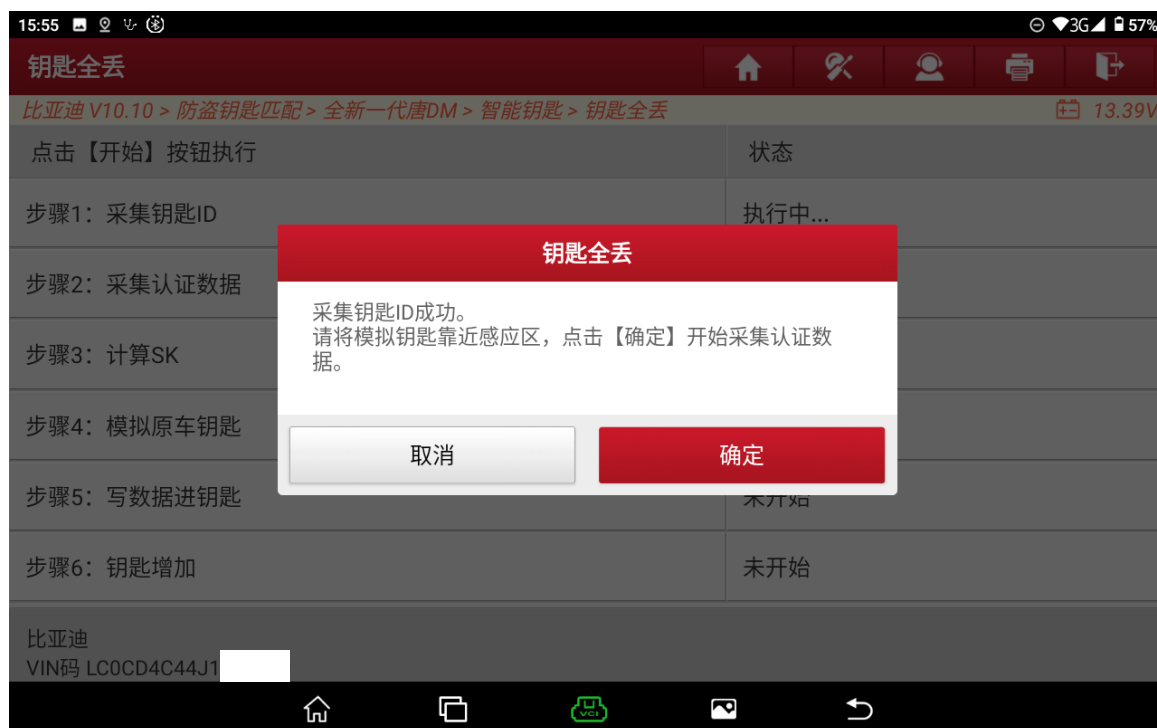 15:55
3G 57%
钥匙全丢
比亚迪 V10.10 > 防盗钥匙匹配 > 全新一代唐DM > 智能钥匙 > 钥匙全丢
13.39V
点击【开始】按钮执行
状态
步骤1：采集钥匙ID
执行中...
钥匙全丢
步骤2：采集认证数据
采集钥匙ID成功。
请将模拟钥匙靠近感应区，点击【确定】开始采集认证数
据。
步骤3：计算SK
步骤4：模拟原车钥匙
取消
确定
步骤5：写数据进钥匙
未开始
步骤6：钥匙增加
未开始
比亚迪
VIN码 LC0CD4C44J1
VCI